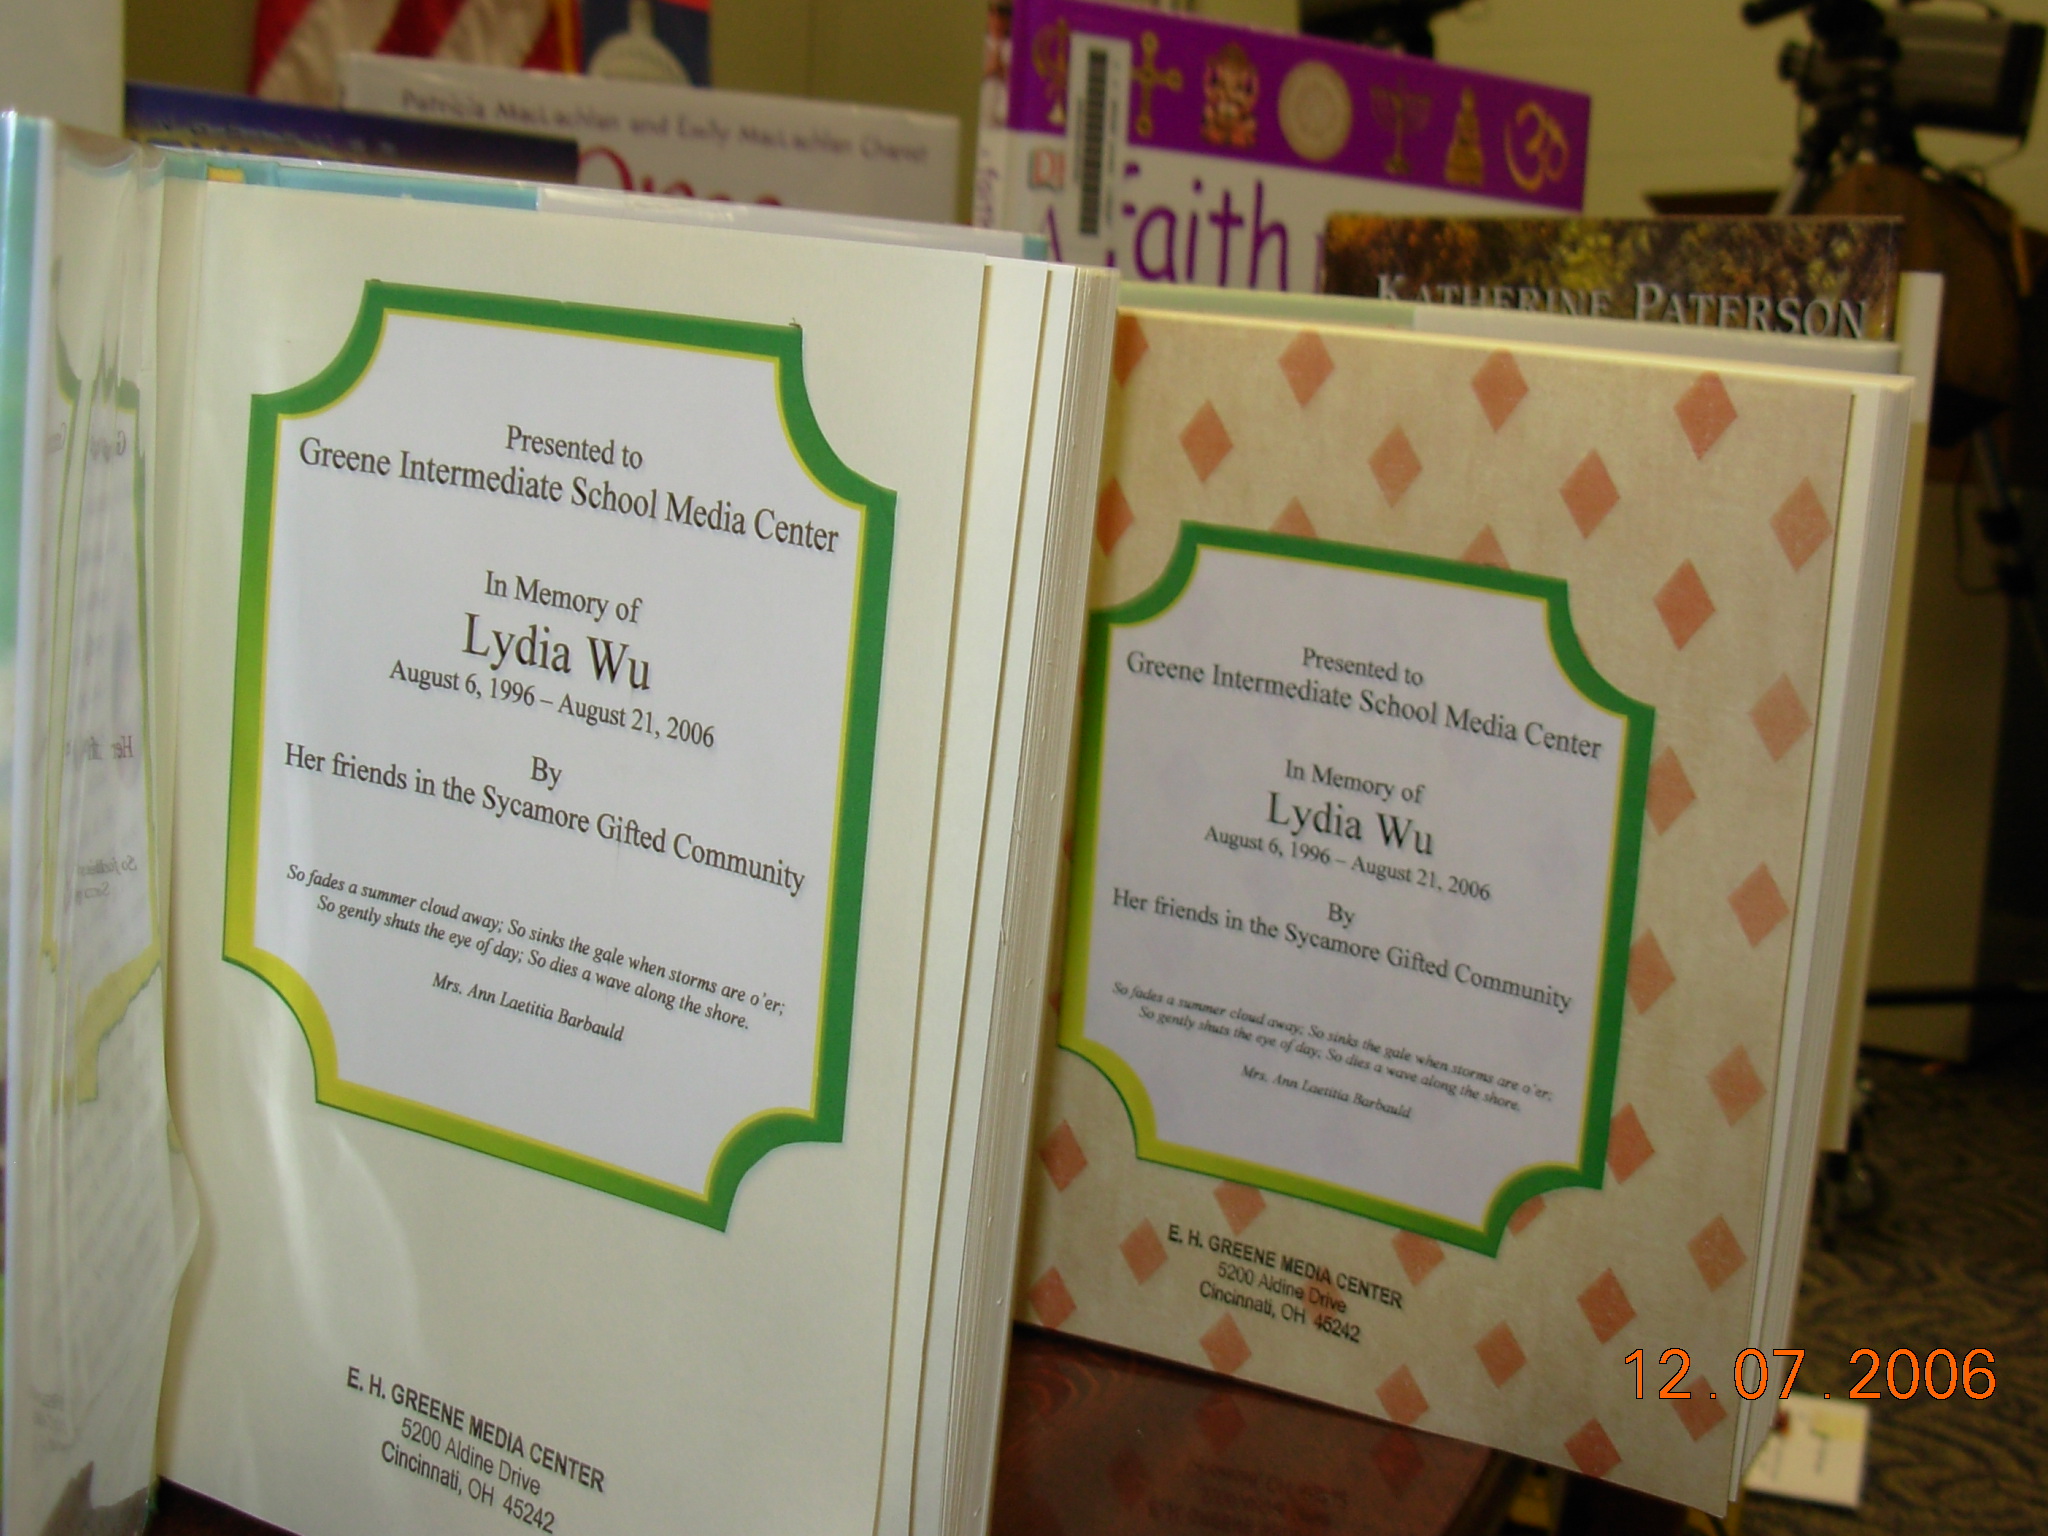 Patricia MacLachlan and Emily MacLachlan Charest
Once
DK
Faith
KATHERINE PATERSON
Presented to
Greene Intermediate School Media Center
In Memory of
Lydia Wu
August 6, 1996 – August 21, 2006
By
Her friends in the Sycamore Gifted Community
So fades a summer cloud away; So sinks the gale when storms are o'er;
So gently shuts the eye of day; So dies a wave along the shore.
Mrs. Ann Laetitia Barbauld
E. H. GREENE MEDIA CENTER
5200 Aldine Drive
Cincinnati, OH 45242
Presented to
Greene Intermediate School Media Center
In Memory of
Lydia Wu
August 6, 1996 – August 21, 2006
By
Her friends in the Sycamore Gifted Community
So fades a summer cloud away; So sinks the gale when storms are o'er;
So gently shuts the eye of day; So dies a wave along the shore.
Mrs. Ann Laetitia Barbauld
E. H. GREENE MEDIA CENTER
5200 Aldine Drive
Cincinnati, OH 45242
12.07.2006